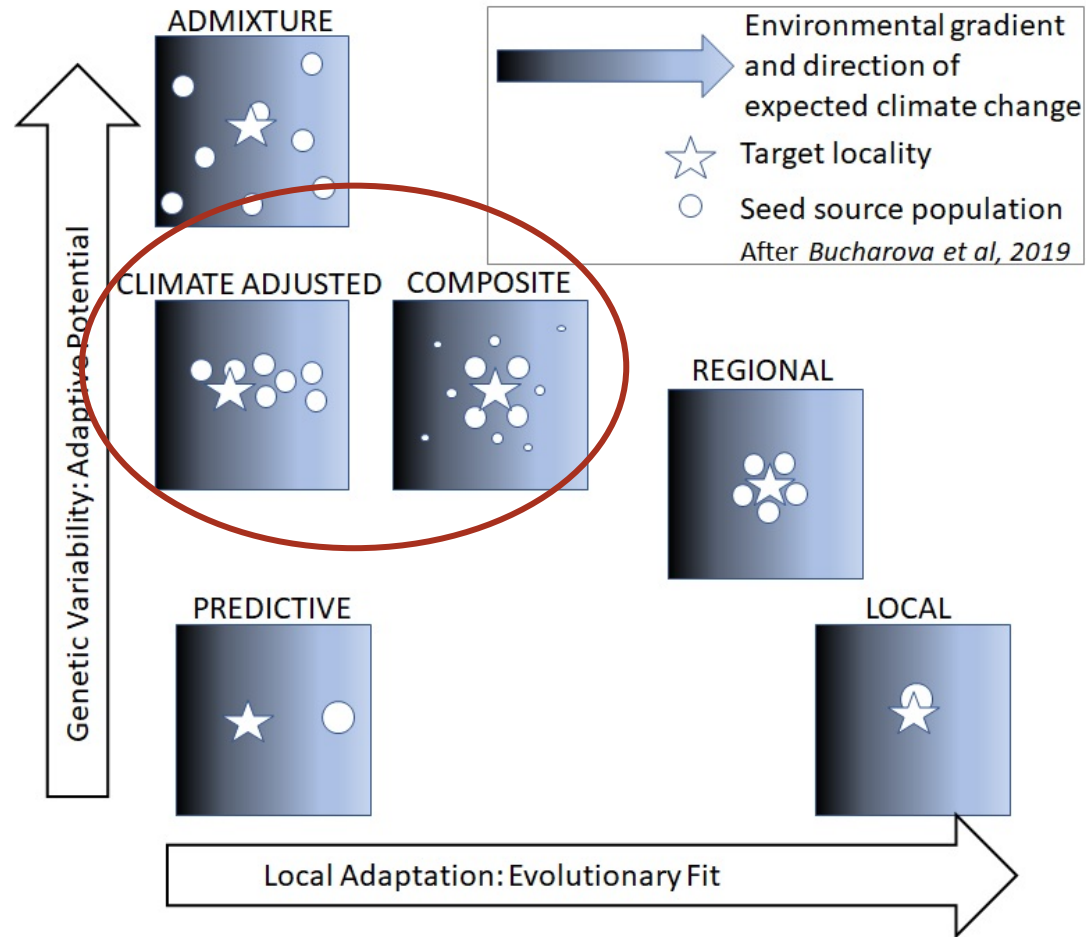 ADMIXTURE
Environmental gradient
and direction of
expected climate change
Target locality
Seed source population
After Bucharova et al, 2019
Genetic Variability: Adaptive Potential
CLIMATE ADJUSTED
COMPOSITE
REGIONAL
PREDICTIVE
LOCAL
Local Adaptation: Evolutionary Fit